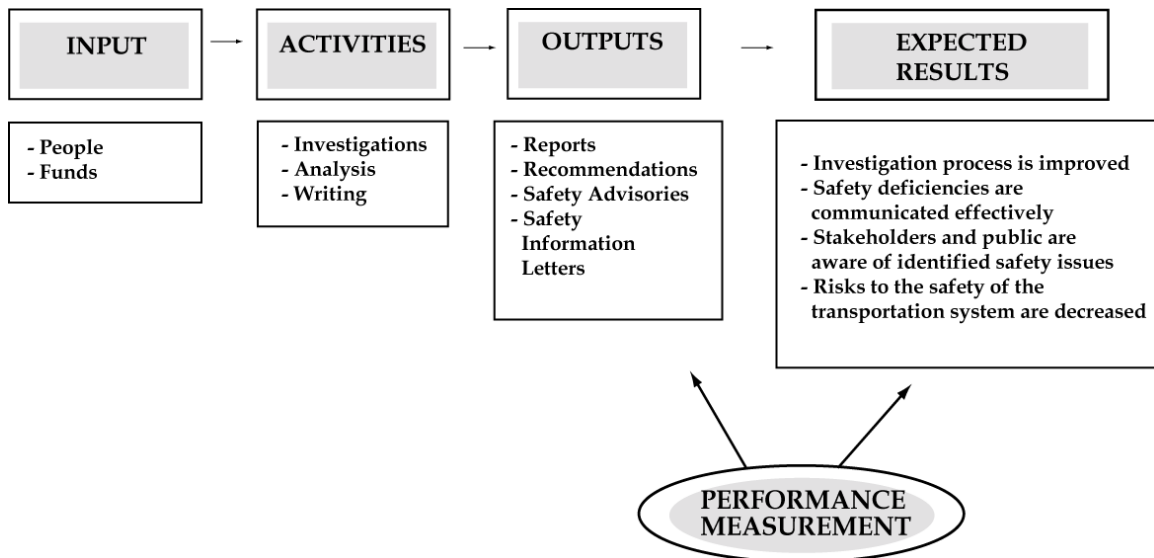 INPUT
ACTIVITIES
OUTPUTS
EXPECTED
RESULTS
- People
- Funds
- Investigations
- Analysis
- Writing
- Reports
- Recommendations
- Safety Advisories
- Safety
Information
Letters
- Investigation process is improved
- Safety deficiencies are
communicated effectively
- Stakeholders and public are
aware of identified safety issues
- Risks to the safety of the
transportation system are decreased
PERFORMANCE
MEASUREMENT